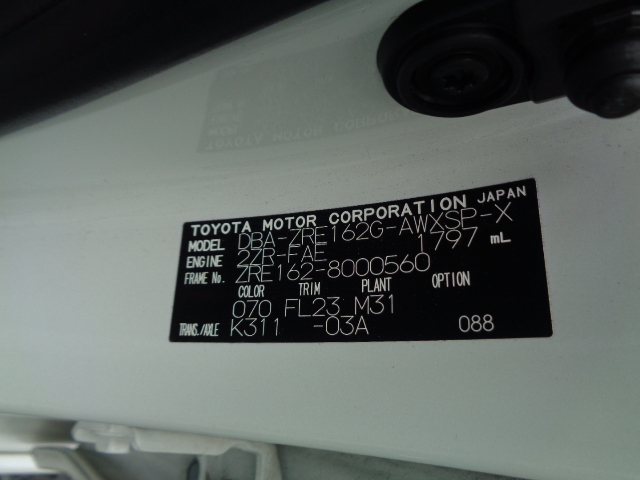 TOYOTA MOTOR CORPORATION JAPAN
MODEL DBA-ZRE162G-AWXSP-X
ENGINE 2ZR-FAE 1797 mL
FRAME No. ZRE162-8000560
COLOR TRIM PLANT OPTION
070 FL23 M31
TRANS./AXLE K311 -03A 088